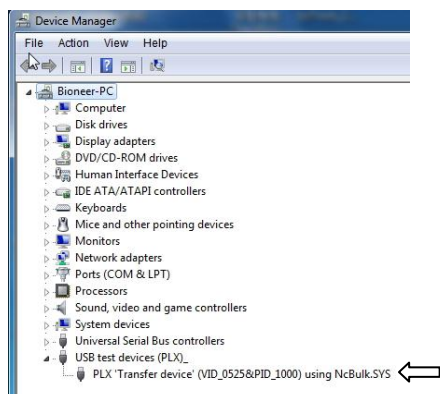 Device Manager
File Action View Help
Bioneer-PC
Computer
Disk drives
Display adapters
DVD/CD-ROM drives
Human Interface Devices
IDE ATA/ATAPI controllers
Keyboards
Mice and other pointing devices
Monitors
Network adapters
Ports (COM & LPT)
Processors
Sound, video and game controllers
System devices
Universal Serial Bus controllers
USB test devices (PLX)_
PLX 'Transfer device' (VID_0525&PID_1000) using NcBulk.SYS